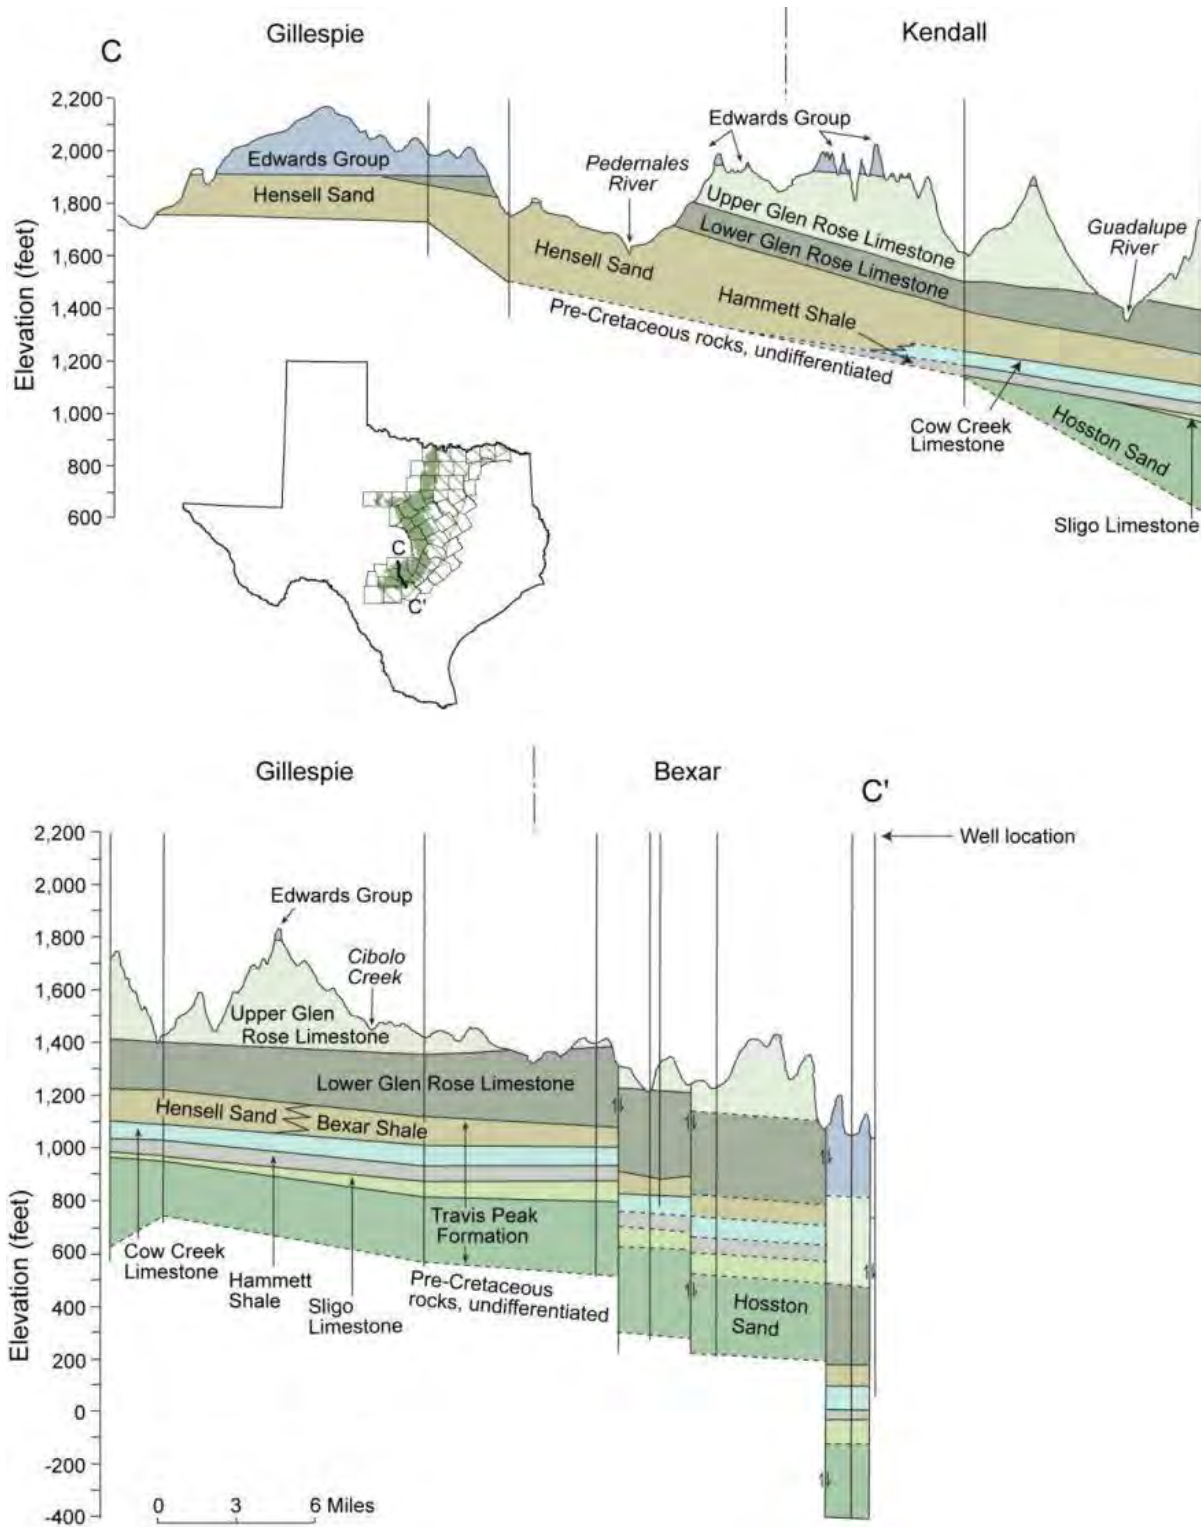 Gillespie
Kendall
C
2,200
2,000
1,800
1,600
1,400
1,200
1,000
800
600
Elevation (feet)
Edwards Group
Hensell Sand
Pedernales
River
Edwards Group
Upper Glen Rose Limestone
Lower Glen Rose Limestone
Guadalupe
River
Hensell Sand
Hammett Shale
Pre-Cretaceous rocks, undifferentiated
Cow Creek
Limestone
Hosston Sand
Sligo Limestone
C
C'
Gillespie
Bexar
C'
Well location
2,200
2,000
1,800
1,600
1,400
1,200
1,000
800
600
400
200
0
-200
-400
Elevation (feet)
Edwards Group
Cibolo
Creek
Upper Glen
Rose Limestone
Lower Glen Rose Limestone
Hensell Sand
Bexar Shale
Travis Peak
Formation
Cow Creek
Limestone
Hammett
Shale
Sligo
Limestone
Pre-Cretaceous
rocks, undifferentiated
Hosston
Sand
0 3 6 Miles